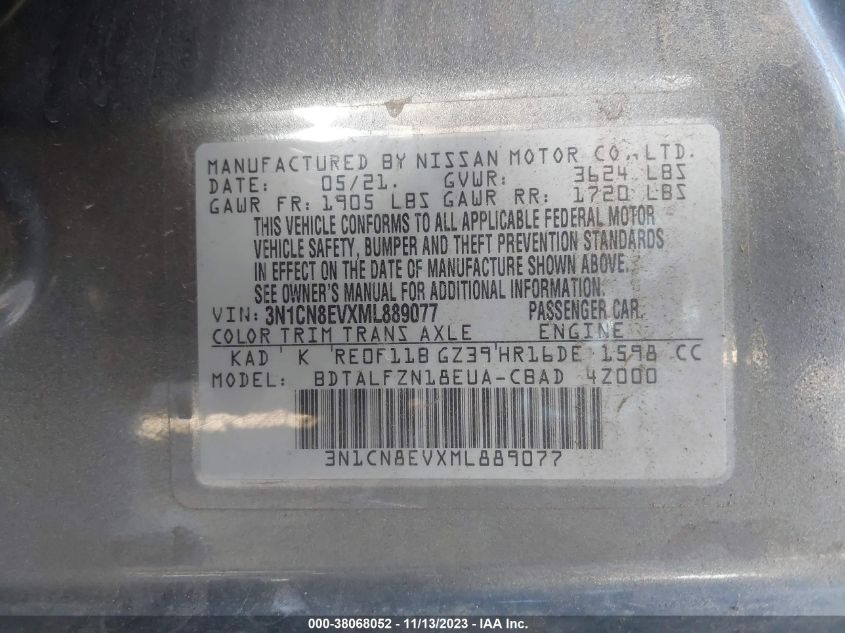 MANUFACTURED BY NISSAN MOTOR CO., LTD.
DATE: 05/21. GVWR: 3624 LBS
GAWR FR: 1905 LBS GAWR RR: 1720 LBS
THIS VEHICLE CONFORMS TO ALL APPLICABLE FEDERAL MOTOR
VEHICLE SAFETY, BUMPER AND THEFT PREVENTION STANDARDS
IN EFFECT ON THE DATE OF MANUFACTURE SHOWN ABOVE.
SEE OWNER'S MANUAL FOR ADDITIONAL INFORMATION.
VIN: 3N1CN8EVXML889077 PASSENGER CAR.
COLOR TRIM TRANS AXLE ENGINE
KAD K RE0F11B GZ39 HR16DE 1598 CC
MODEL: BDTALFZN18EUA-CBAD 4Z000
3N1CN8EVXML889077
000-38068052 - 11/13/2023 - IAAI Inc.